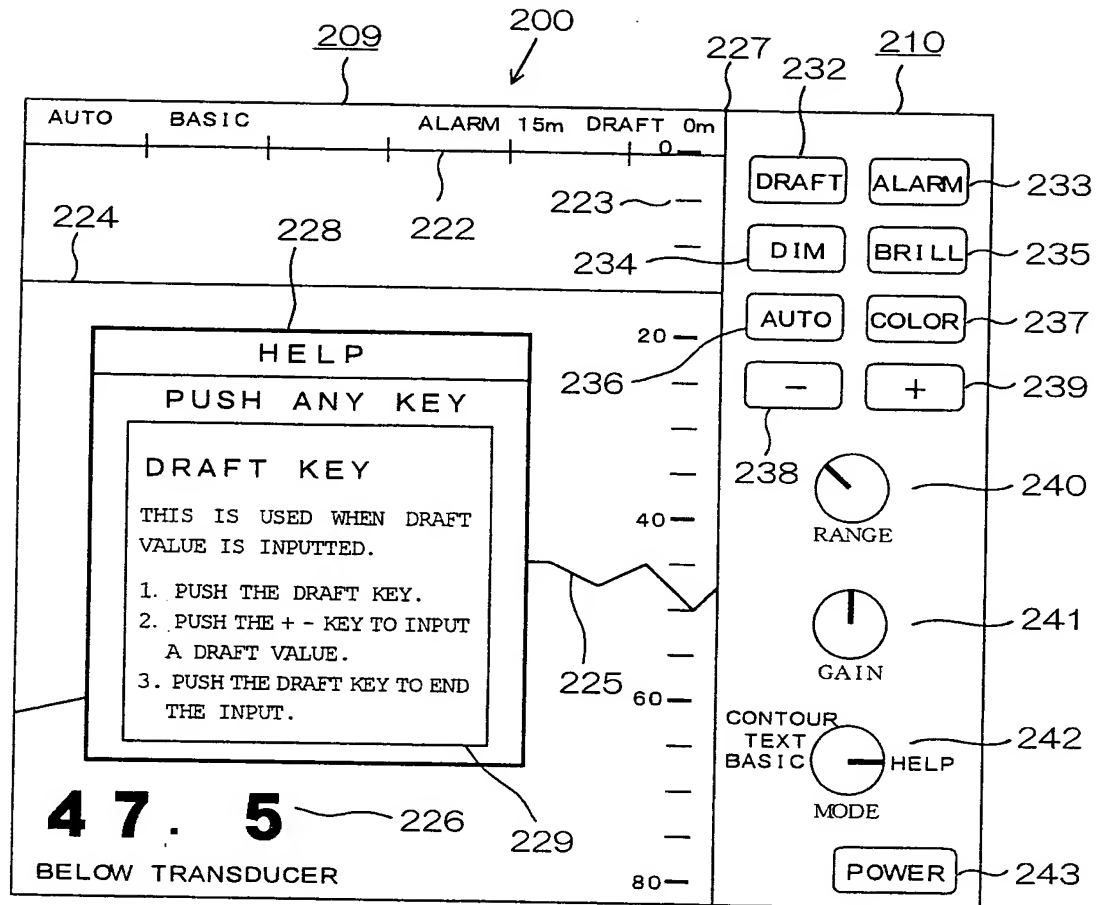 200
209
227
210
232
AUTO BASIC ALARM 15m DRAFT 0m
0
DRAFT ALARM
233
223
224
228
222
DIM BRILL
234
235
AUTO COLOR
237
20
236
HELP
PUSH ANY KEY
- +
239
238
DRAFT KEY
THIS IS USED WHEN DRAFT
VALUE IS INPUTTED.
1. PUSH THE DRAFT KEY.
2. PUSH THE + - KEY TO INPUT
A DRAFT VALUE.
3. PUSH THE DRAFT KEY TO END
THE INPUT.
240
RANGE
40
241
GAIN
225
60
CONTOUR
TEXT
BASIC
HELP
242
MODE
47. 5
226
229
BELOW TRANSDUCER
80
POWER
243